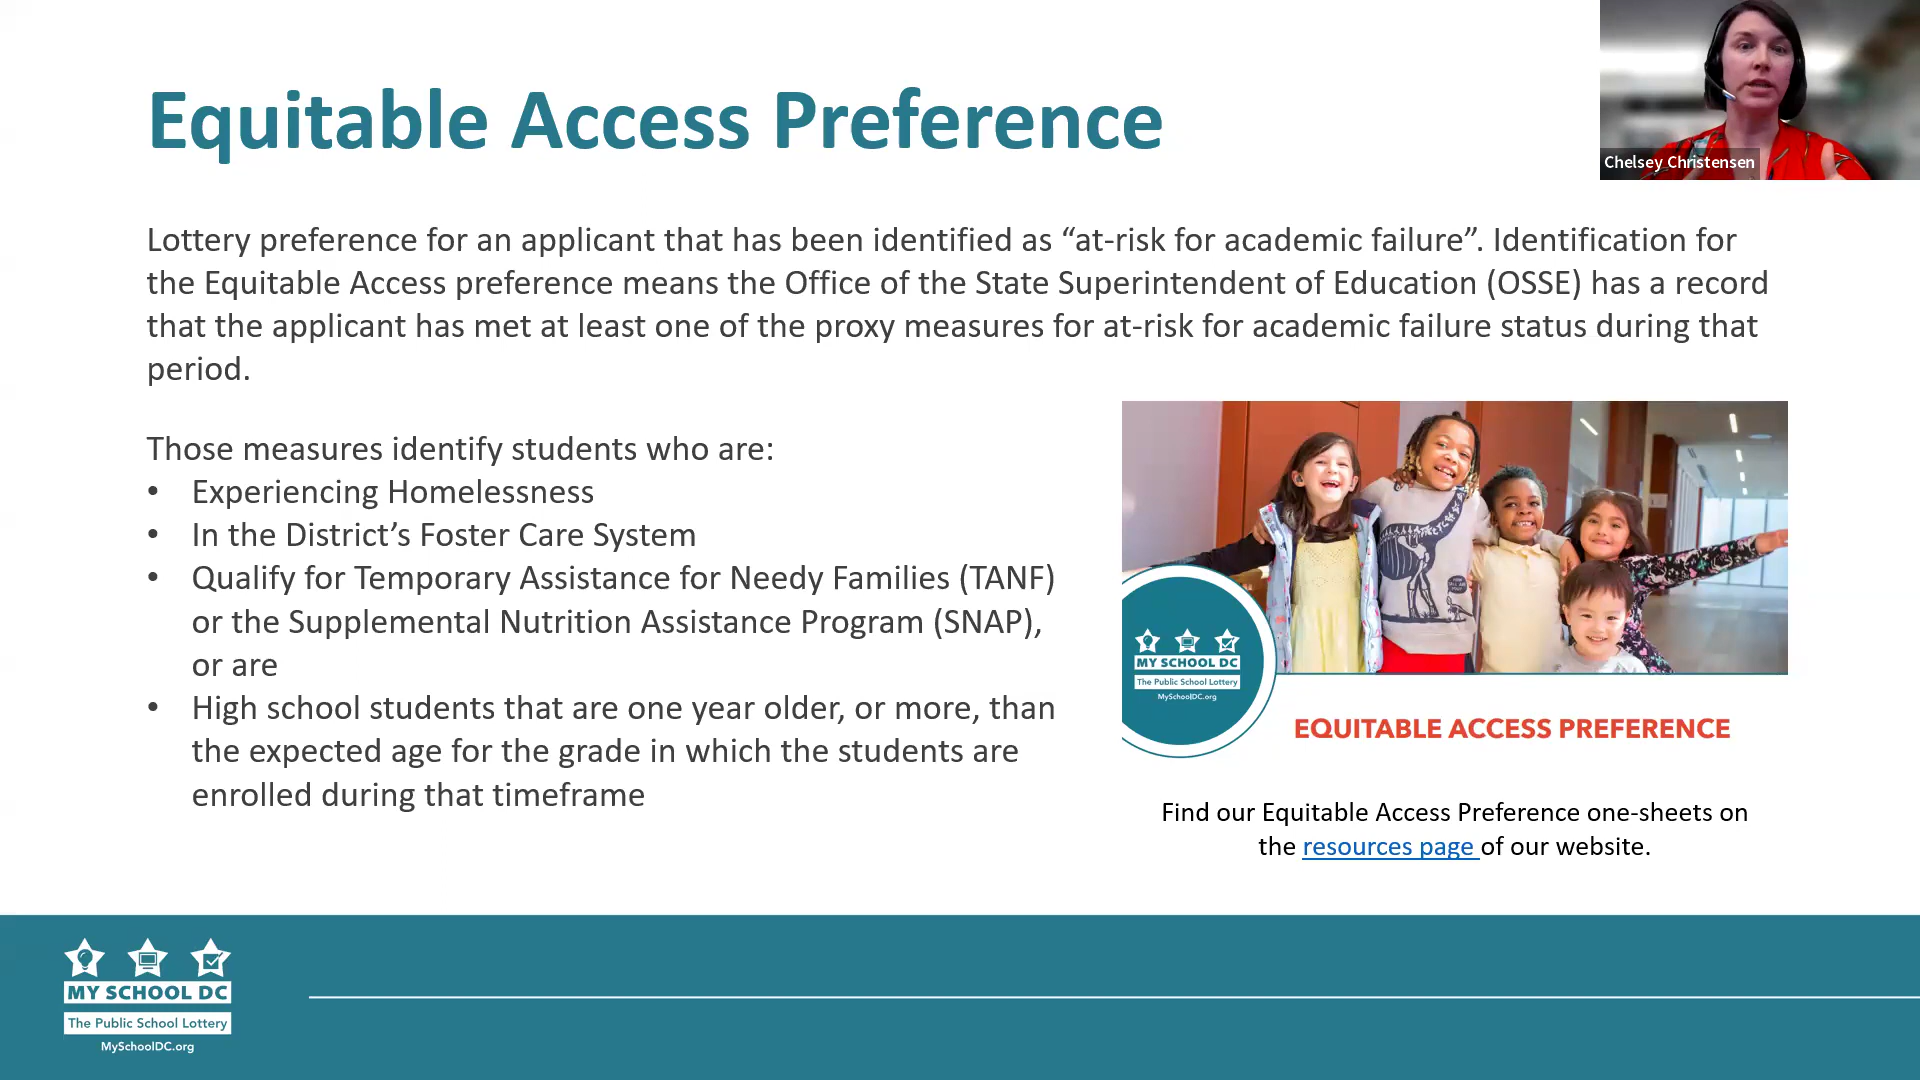 Equitable Access Preference
Chelsey Christensen
Lottery preference for an applicant that has been identified as “at-risk for academic failure”. Identification for
the Equitable Access preference means the Office of the State Superintendent of Education (OSSE) has a record
that the applicant has met at least one of the proxy measures for at-risk for academic failure status during that
period.
Those measures identify students who are:
• Experiencing Homelessness
• In the District’s Foster Care System
• Qualify for Temporary Assistance for Needy Families (TANF)
or the Supplemental Nutrition Assistance Program (SNAP),
or are
• High school students that are one year older, or more, than
the expected age for the grade in which the students are
enrolled during that timeframe
MY SCHOOL DC
The Public School Lottery
MySchoolDC.org
EQUITABLE ACCESS PREFERENCE
Find our Equitable Access Preference one-sheets on
the resources page of our website.
MY SCHOOL DC
The Public School Lottery
MySchoolDC.org